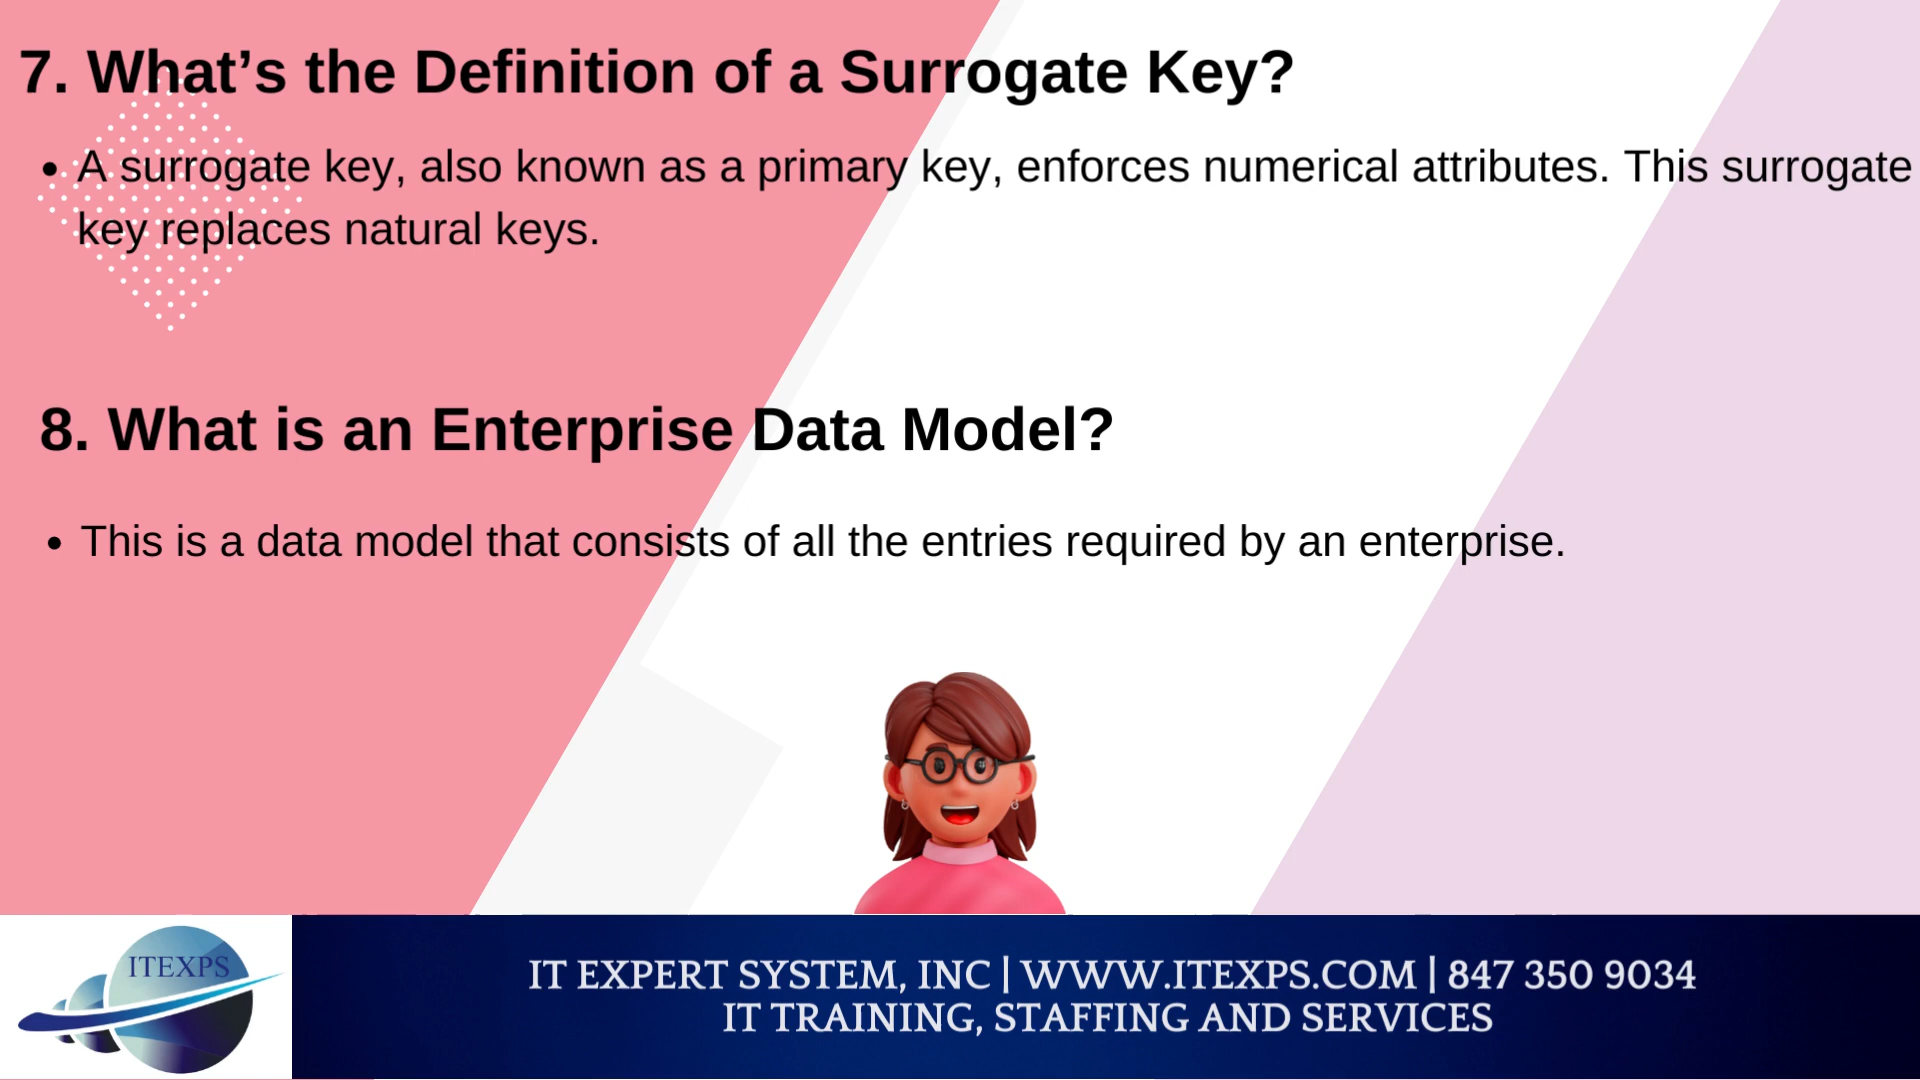 7. What’s the Definition of a Surrogate Key?
• A surrogate key, also known as a primary key, enforces numerical attributes. This surrogate
key replaces natural keys.
8. What is an Enterprise Data Model?
• This is a data model that consists of all the entries required by an enterprise.
ITEXPS
IT EXPERT SYSTEM, INC | WWW.ITEXPS.COM | 847 350 9034
IT TRAINING, STAFFING AND SERVICES